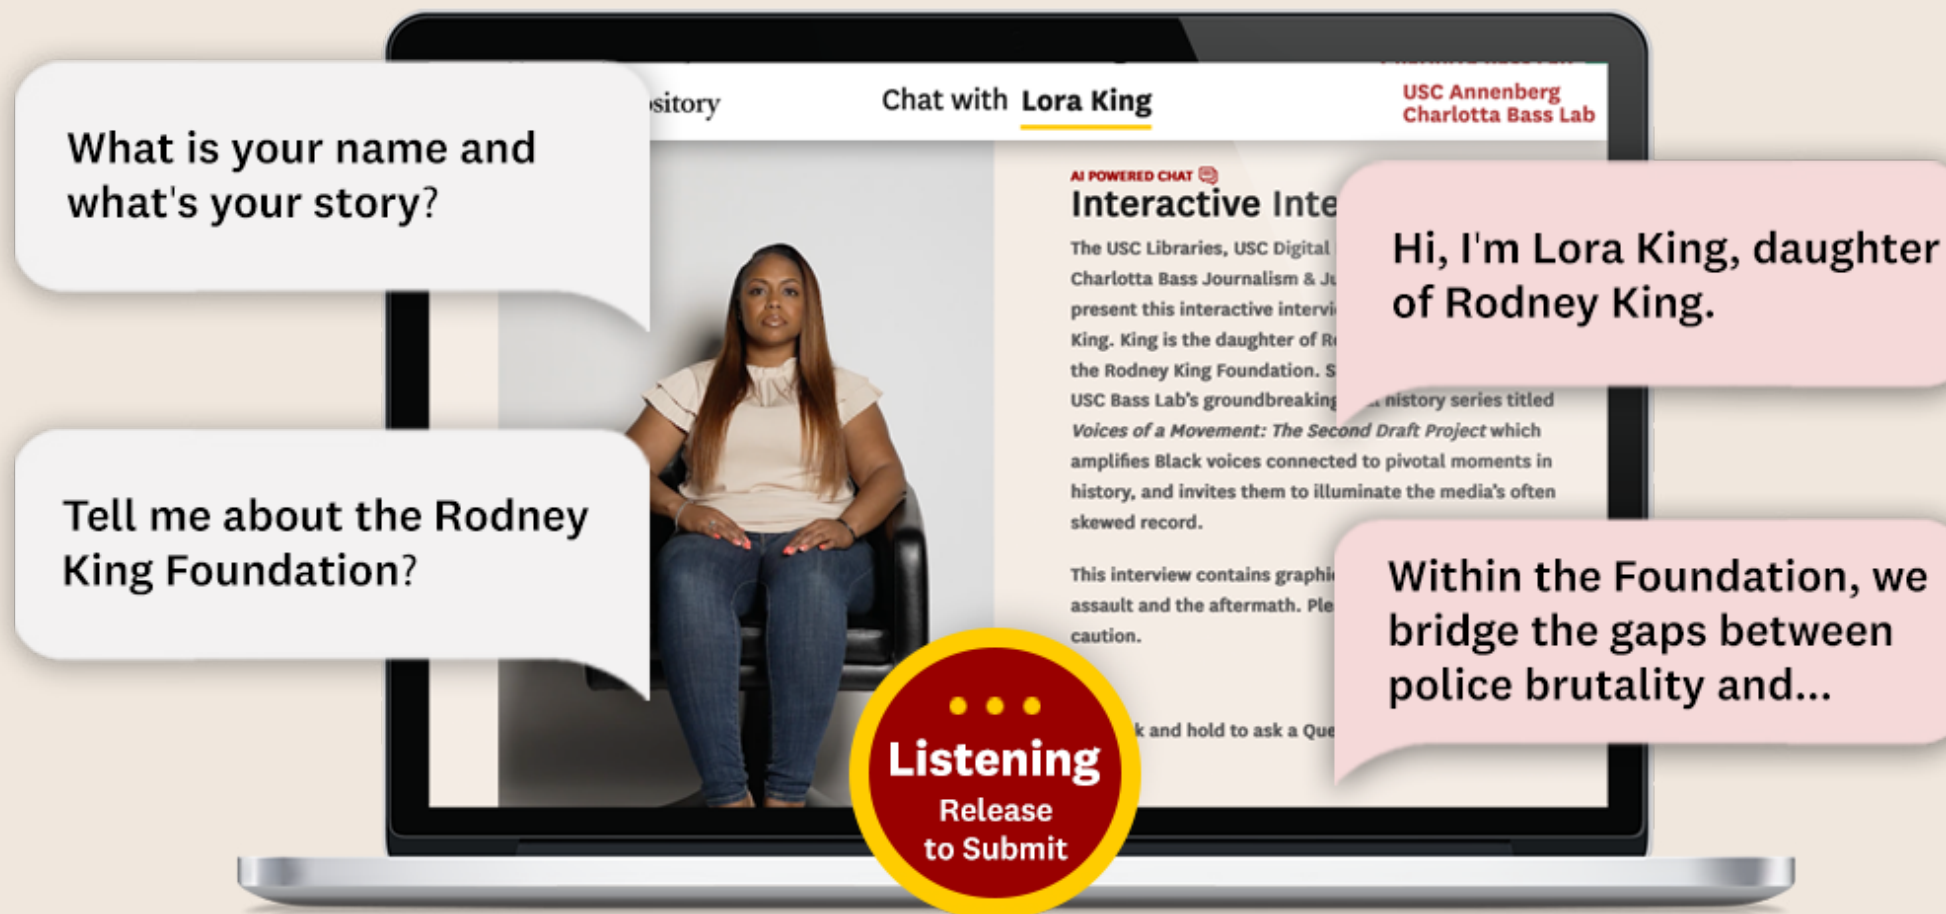 What is your name and
what's your story?
Tell me about the Rodney
King Foundation?
Chat with Lora King
USC Annenberg
Charlotta Bass Lab
AI POWERED CHAT
Interactive
The USC Libraries, USC Digital
Charlotta Bass Journalism &
present this interactive
King. King is the daughter of
the Rodney King Foundation.
USC Bass Lab's groundbreaking history series titled
Voices of a Movement: The Second Draft Project which
amplifies Black voices connected to pivotal moments in
history, and invites them to illuminate the media's often
skewed record.
This interview contains
assault and the aftermath.
caution.
and hold to ask a
Hi, I'm Lora King, daughter
of Rodney King.
Within the Foundation, we
bridge the gaps between
police brutality and...
Listening
Release
to Submit